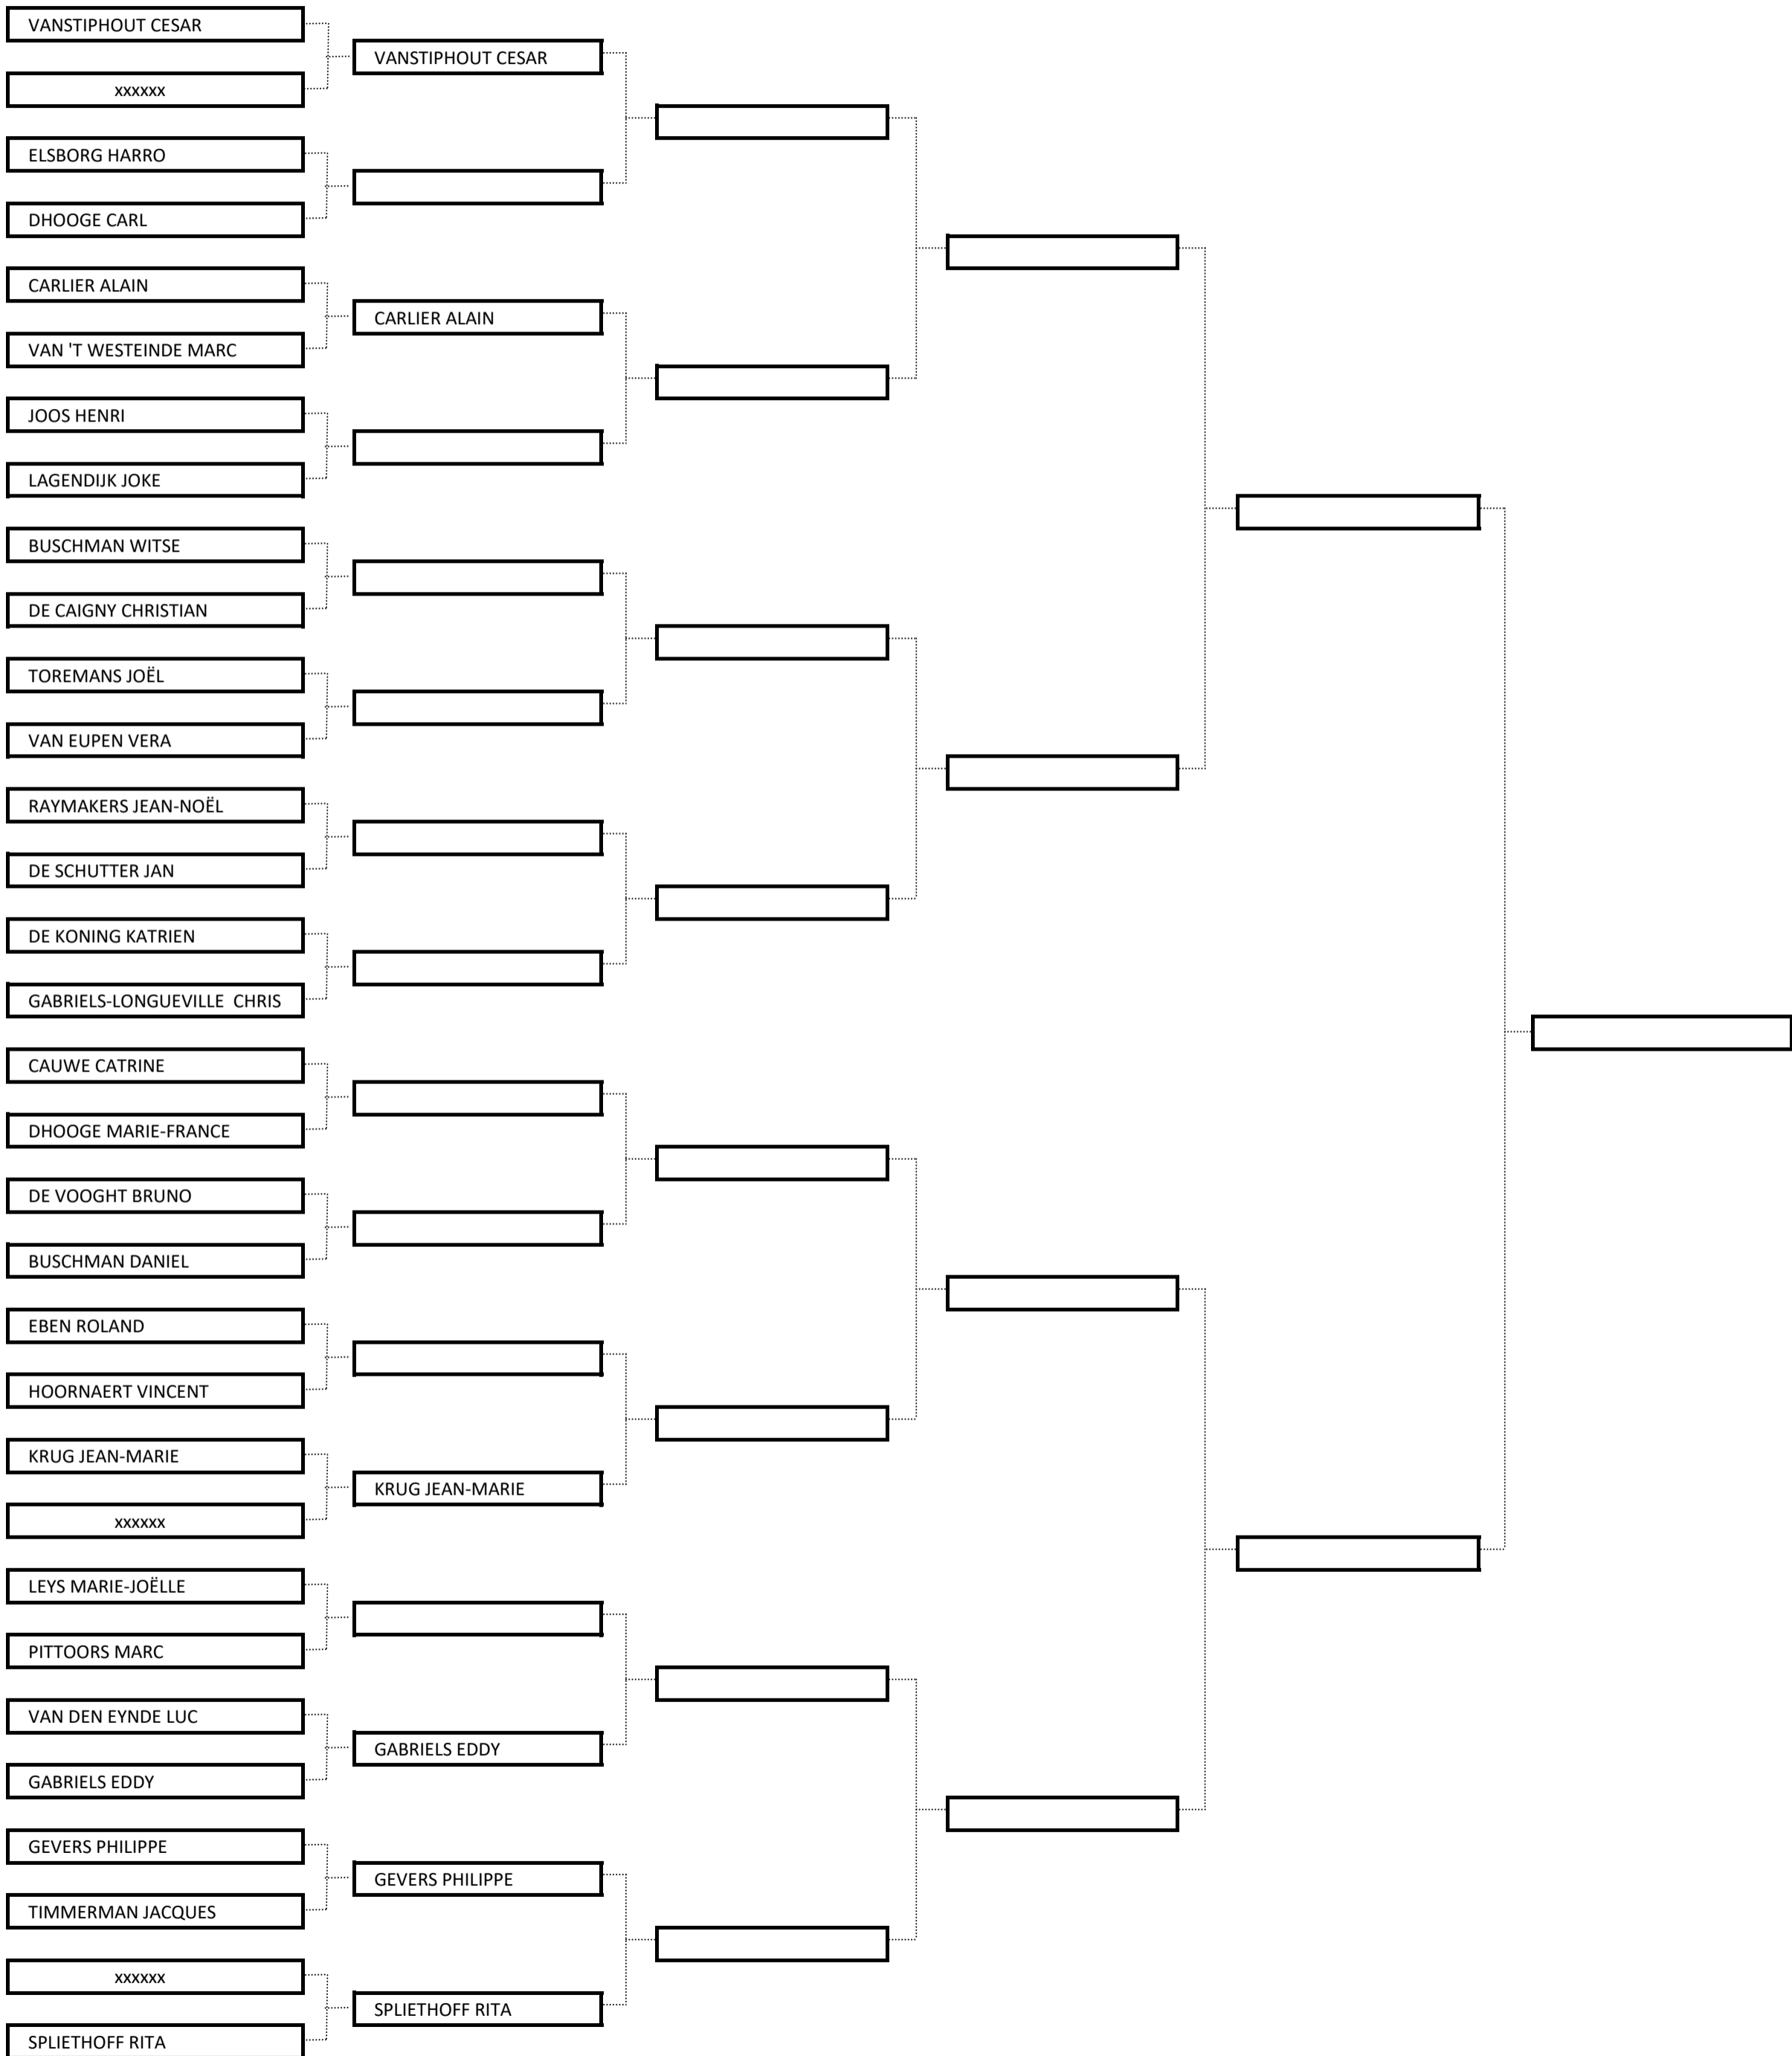 VANSTIPHOUT CESAR
xxxxxx
ELSBORG HARRO
DHOOGE CARL
CARLIER ALAIN
VAN 'T WESTEINDE MARC
JOOS HENRI
LAGENDIJK JOKE
BUSCHMAN WITSE
DE CAIGNY CHRISTIAN
TOREMANS JOËL
VAN EUPEN VERA
RAYMAKERS JEAN-NOËL
DE SCHUTTER JAN
DE KONING KATRIEN
GABRIELS-LONGUEVILLE  CHRIS
CAUWE CATRINE
DHOOGE MARIE-FRANCE
DE VOOGHT BRUNO
BUSCHMAN DANIEL
EBEN ROLAND
HOORNAERT VINCENT
KRUG JEAN-MARIE
xxxxxx
LEYS MARIE-JOËLLE
PITTOORS MARC
VAN DEN EYNDE LUC
GABRIELS EDDY
GEVERS PHILIPPE
TIMMERMAN JACQUES
xxxxxx
SPLIETHOFF RITA
VANSTIPHOUT CESAR
CARLIER ALAIN
KRUG JEAN-MARIE
GABRIELS EDDY
GEVERS PHILIPPE
SPLIETHOFF RITA